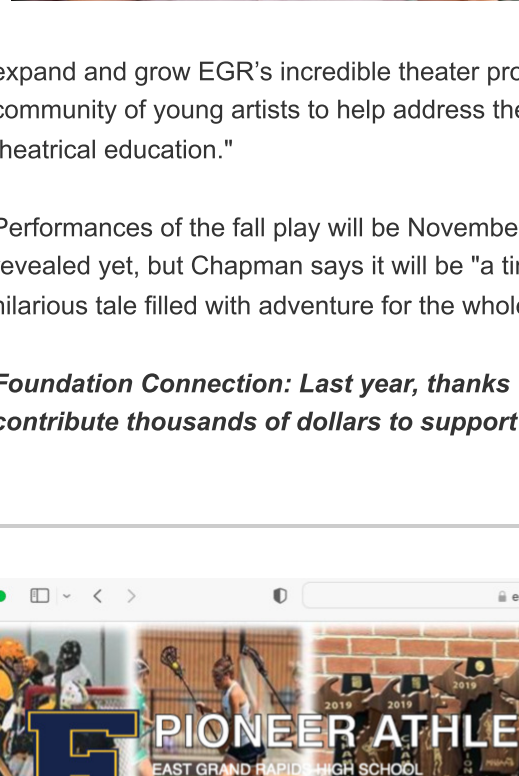 expand and grow EGR's incredible theater pro
community of young artists to help address the
theatrical education."
Performances of the fall play will be Novembe
revealed yet, but Chapman says it will be "a ti
hilarious tale filled with adventure for the whol
Foundation Connection: Last year, thanks
contribute thousands of dollars to support
e
2019
2019
2019
E
PIONEER ATHLE
EAST GRAND RAPIDS HIGH SCHOOL